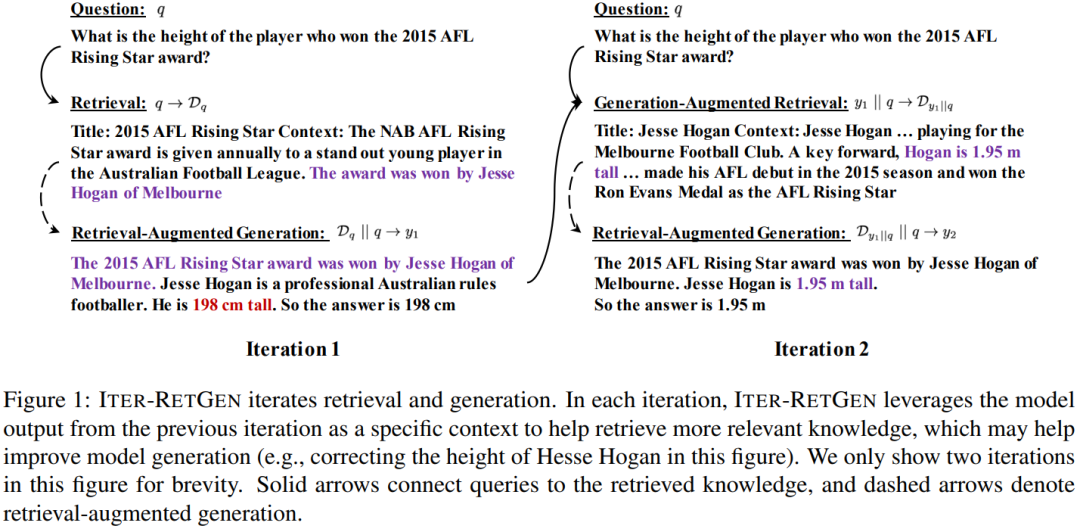 Question: q
What is the height of the player who won the 2015 AFL
Rising Star award?
Retrieval: q → D_q
Title: 2015 AFL Rising Star Context: The NAB AFL Rising
Star award is given annually to a stand out young player in
the Australian Football League. The award was won by Jesse
Hogan of Melbourne
Retrieval-Augmented Generation: D_q || q → y_1
The 2015 AFL Rising Star award was won by Jesse Hogan of
Melbourne. Jesse Hogan is a professional Australian rules
footballer. He is 198 cm tall. So the answer is 198 cm
Iteration 1
Question: q
What is the height of the player who won the 2015 AFL
Rising Star award?
Generation-Augmented Retrieval: y_1 || q → D_{y_1||q}
Title: Jesse Hogan Context: Jesse Hogan … playing for the
Melbourne Football Club. A key forward, Hogan is 1.95 m
tall … made his AFL debut in the 2015 season and won the
Ron Evans Medal as the AFL Rising Star
Retrieval-Augmented Generation: D_{y_1||q} || q → y_2
The 2015 AFL Rising Star award was won by Jesse Hogan of
Melbourne. Jesse Hogan is 1.95 m tall.
So the answer is 1.95 m
Iteration 2
Figure 1: ITER-RETGEN iterates retrieval and generation. In each iteration, ITER-RETGEN leverages the model
output from the previous iteration as a specific context to help retrieve more relevant knowledge, which may help
improve model generation (e.g., correcting the height of Hesse Hogan in this figure). We only show two iterations
in this figure for brevity. Solid arrows connect queries to the retrieved knowledge, and dashed arrows denote
retrieval-augmented generation.